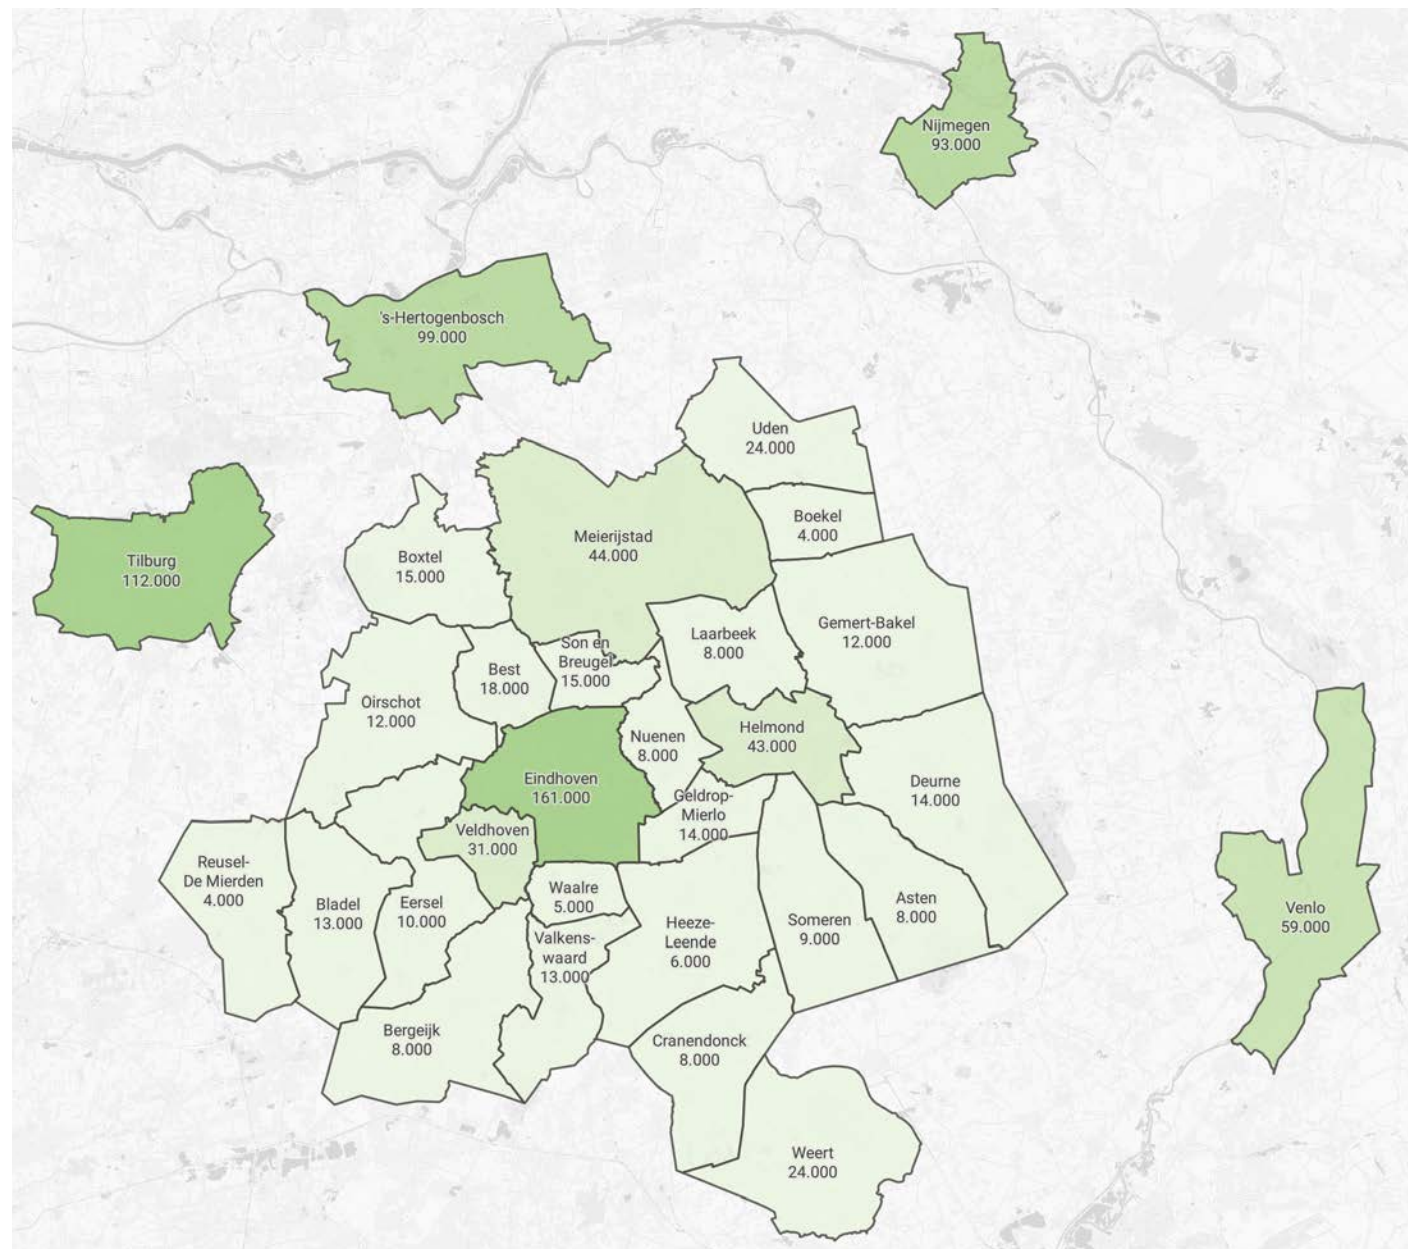 Nijmegen
93.000
's-Hertogenbosch
99.000
Uden
24.000
Boekel
4.000
Meierijstad
44.000
Tilburg
112.000
Boxtel
15.000
Gemert-Bakel
12.000
Laarbeek
8.000
Son en
Breugel
15.000
Best
18.000
Oirschot
12.000
Nuenen
8.000
Helmond
43.000
Eindhoven
161.000
Deurne
14.000
Geldrop-
Mierlo
14.000
Veldhoven
31.000
Reusel-
De Mierden
4.000
Bladel
13.000
Eersel
10.000
Waalre
5.000
Valkens-
waard
13.000
Heeze-
Leende
6.000
Someren
9.000
Asten
8.000
Venlo
59.000
Bergeijk
8.000
Cranendonck
8.000
Weert
24.000